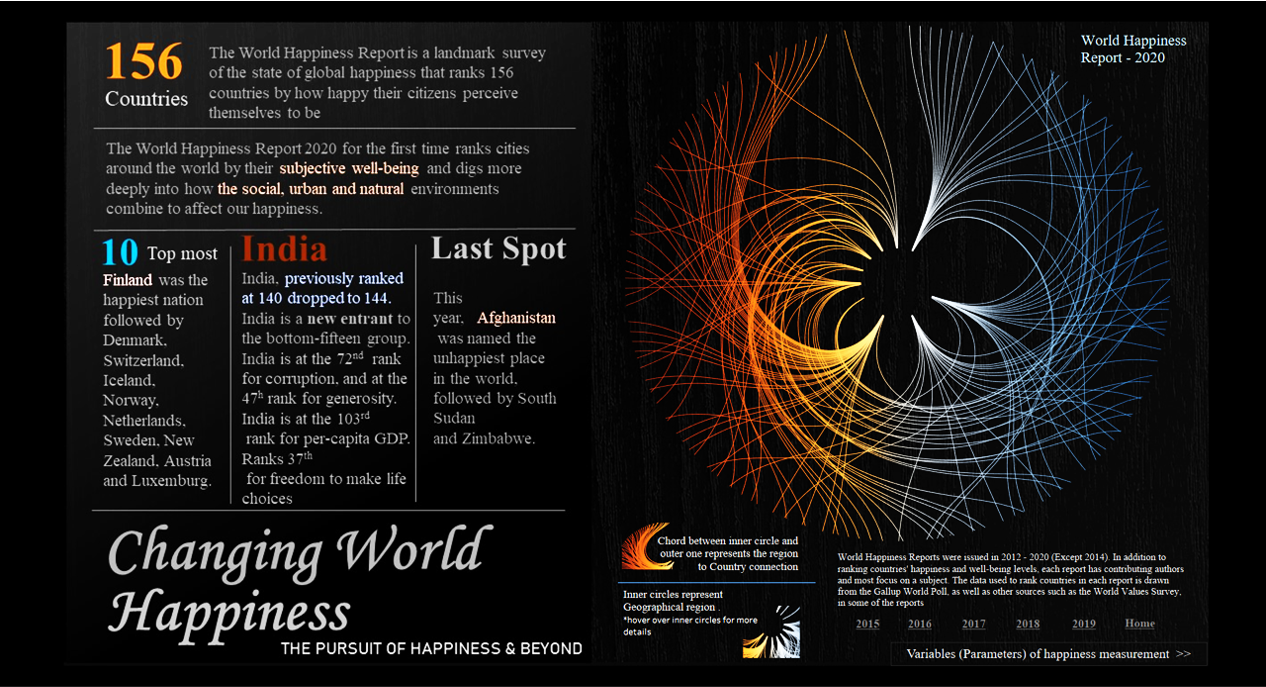 156
Countries
The World Happiness Report is a landmark survey
of the state of global happiness that ranks 156
countries by how happy their citizens perceive
themselves to be
The World Happiness Report 2020 for the first time ranks cities
around the world by their subjective well-being and digs more
deeply into how the social, urban and natural environments
combine to affect our happiness.
10 Top most
Finland was the
happiest nation
followed by
Denmark,
Switzerland,
Iceland,
Norway,
Netherlands,
Sweden, New
Zealand, Austria
and Luxemburg.
India
India, previously ranked
at 140 dropped to 144.
India is a new entrant to
the bottom-fifteen group.
India is at the 72nd rank
for corruption, and at the
47h rank for generosity.
India is at the 103rd
rank for per-capita GDP.
Ranks 37th
for freedom to make life
choices
Last Spot
This
year, Afghanistan
was named the
unhappiest place
in the world,
followed by South
Sudan
and Zimbabwe.
Changing World
Happiness
THE PURSUIT OF HAPPINESS & BEYOND
World Happiness
Report - 2020
Chord between inner circle and
outer one represents the region
to Country connection
Inner circles represent
Geographical region .
*hover over inner circles for more
details
World Happiness Reports were issued in 2012 - 2020 (Except 2014). In addition to
ranking countries' happiness and well-being levels, each report has contributing authors
and most focus on a subject. The data used to rank countries in each report is drawn
from the Gallup World Poll, as well as other sources such as the World Values Survey,
in some of the reports
2015 2016 2017 2018 2019 Home
Variables (Parameters) of happiness measurement >>